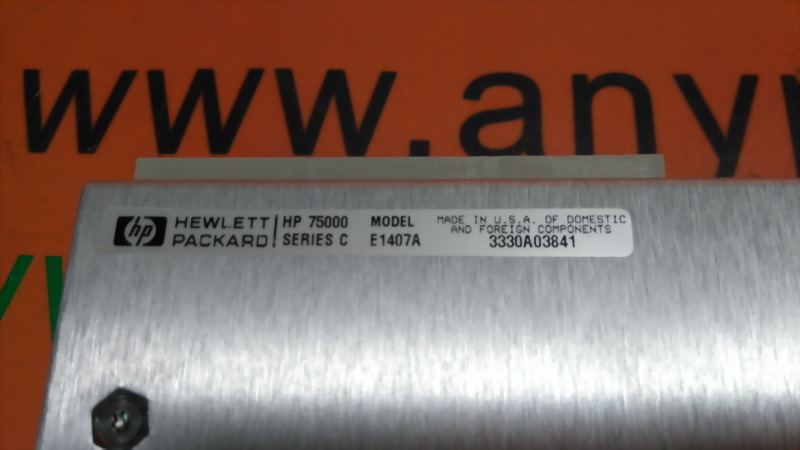 www.any
hp HEWLETT PACKARD HP 75000 SERIES C MODEL E1407A
MADE IN U.S.A. OF DOMESTIC
AND FOREIGN COMPONENTS
3330A03841